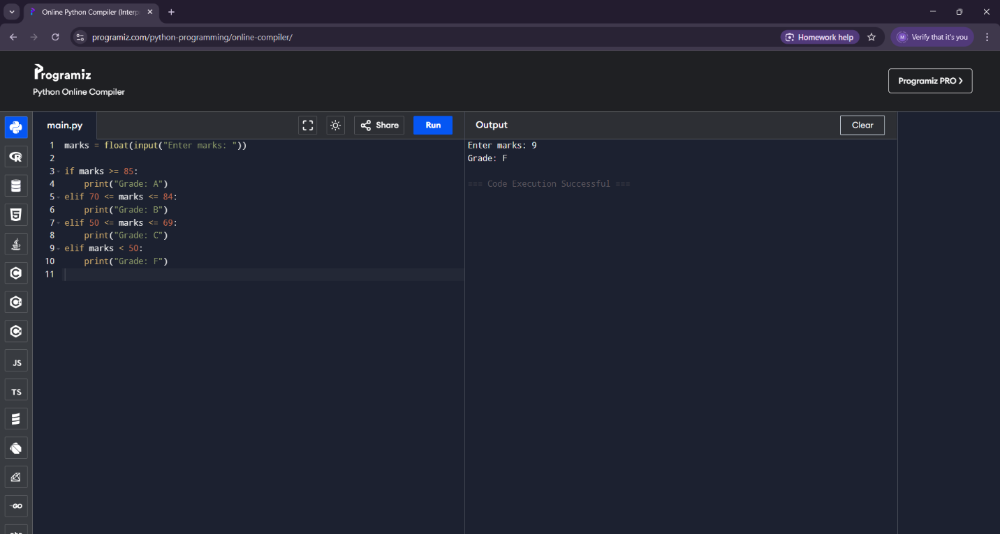 Online Python Compiler (Interp
programiz.com/python-programming/online-compiler/
Homework help
M
Verify that it's you
Programiz
Python Online Compiler
Programiz PRO
main.py
Share
Run
Output
Clear
1 marks = float(input("Enter marks: "))
2
3 if marks >= 85:
4     print("Grade: A")
5 elif 70 <= marks <= 84:
6     print("Grade: B")
7 elif 50 <= marks <= 69:
8     print("Grade: C")
9 elif marks < 50:
10     print("Grade: F")
11
Enter marks: 9
Grade: F
=== Code Execution Successful ===
R
5
C
C
C
JS
TS
GO